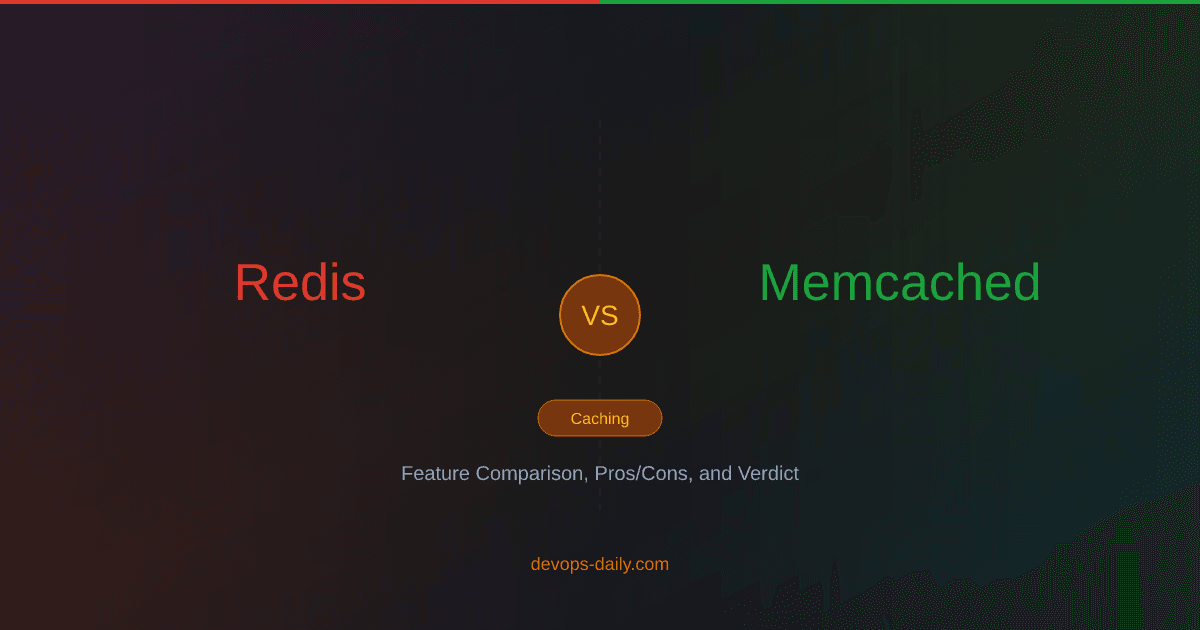 Redis
VS
Memcached
Caching
Feature Comparison, Pros/Cons, and Verdict
devops-daily.com